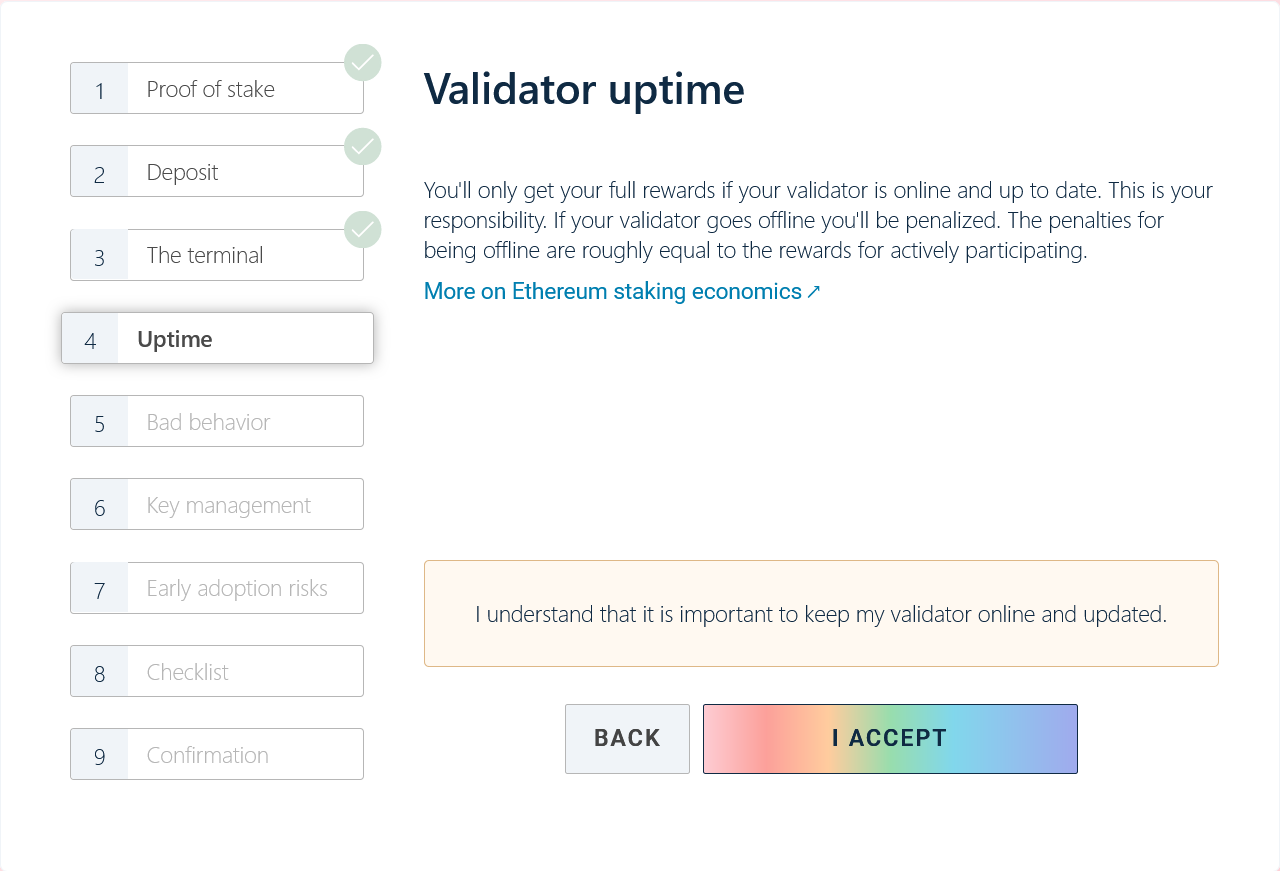 1 Proof of stake
2 Deposit
3 The terminal
4 Uptime
5 Bad behavior
6 Key management
7 Early adoption risks
8 Checklist
9 Confirmation
Validator uptime
You'll only get your full rewards if your validator is online and up to date. This is your
responsibility. If your validator goes offline you'll be penalized. The penalties for
being offline are roughly equal to the rewards for actively participating.
More on Ethereum staking economics ↗
I understand that it is important to keep my validator online and updated.
BACK I ACCEPT